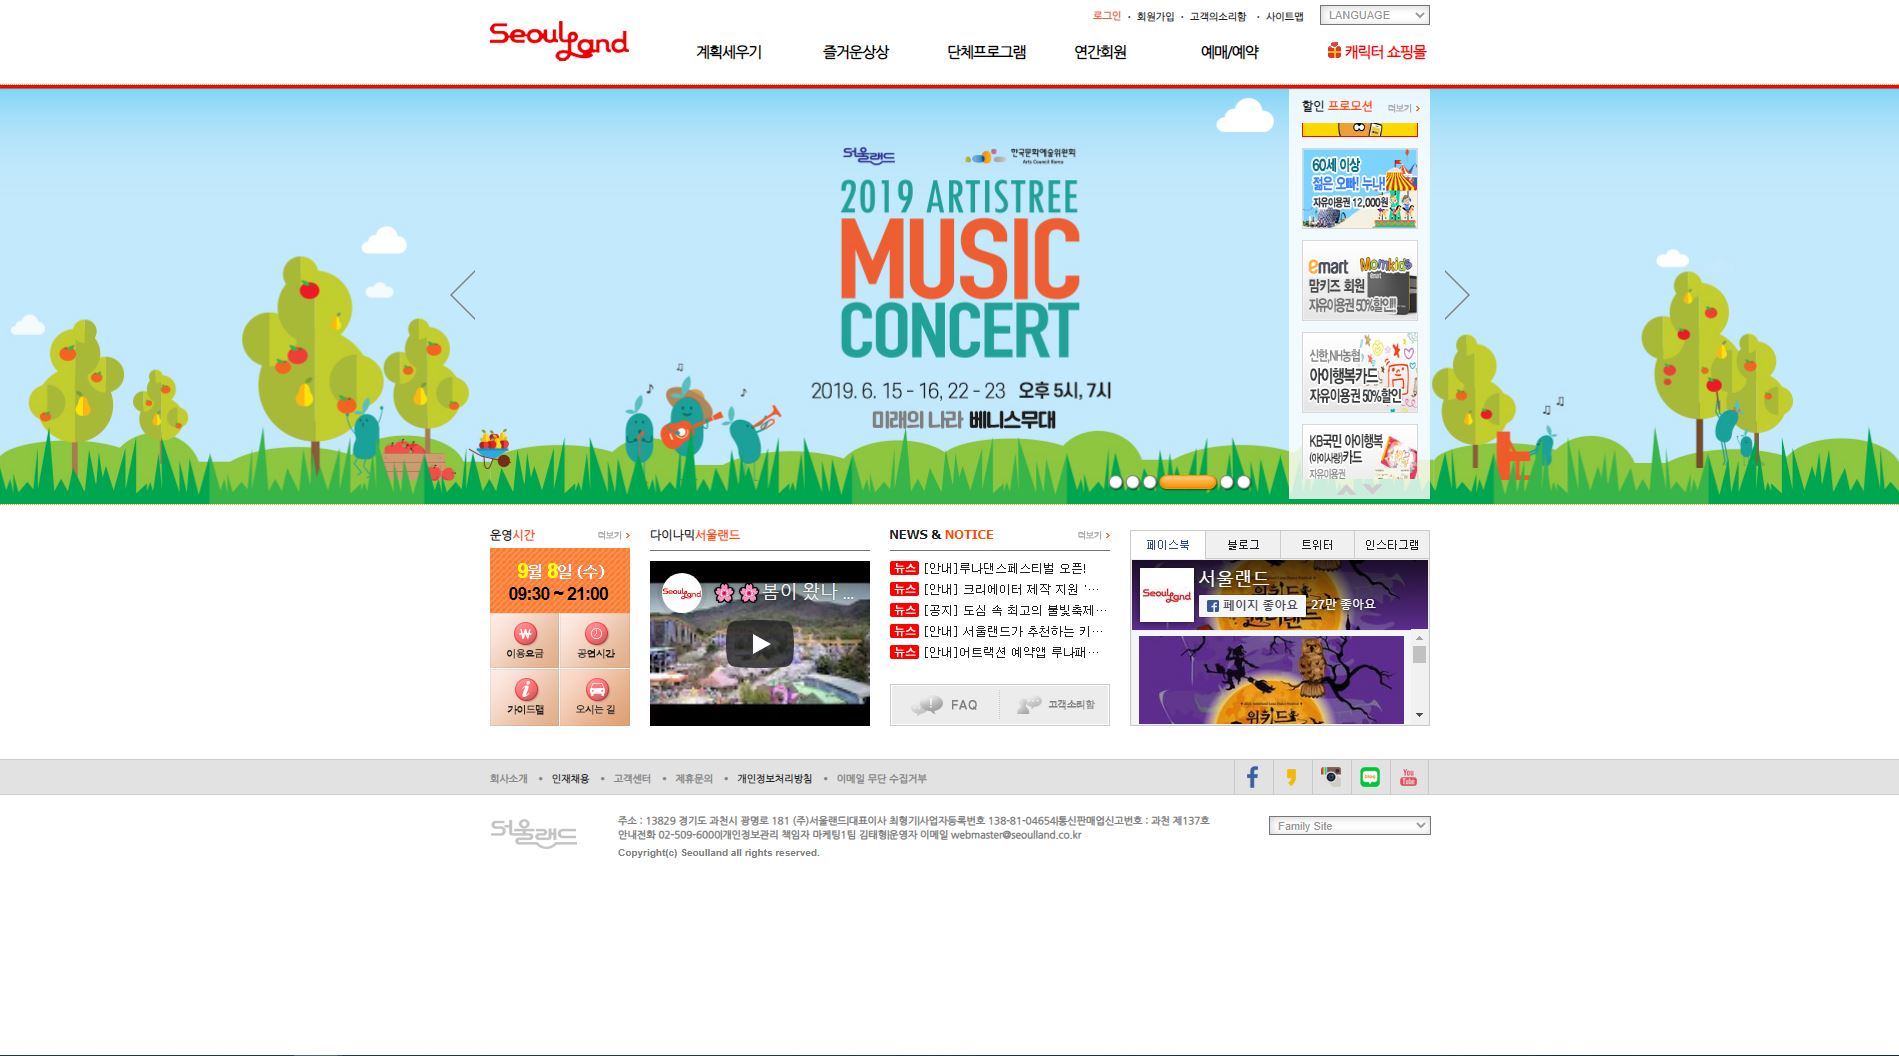 로그인 · 회원가입 · 고객의소리함 · 사이트맵 LANGUAGE
SeoulLand
계획세우기 즐거운상상 단체프로그램 연간회원 예매/예약 캐릭터 쇼핑몰
할인 프로모션 더보기
서울랜드 한국문화예술위원회
Arts Council Korea
2019 ARTISTREE
MUSIC
CONCERT
2019. 6. 15 - 16, 22 - 23 오후 5시, 7시
미래의 나라 베니스무대
60세 이상
젊은 오빠! 누나!
자유이용권 12,000원
emart Momkids
맘키즈 회원
자유이용권 50%할인!
신한,NH농협
아이행복카드
자유이용권 50%할인
KB국민 아이행복
(아이사랑)카드
자유이용권
운영시간 더보기
9월 8일 (수)
09:30 ~ 21:00
이용요금 공연시간
가이드맵 오시는 길
다이나믹서울랜드
SeoulLand 봄이 왔나 ...
NEWS & NOTICE 더보기
뉴스 [안내]루나댄스페스티벌 오픈!
뉴스 [안내] 크리에이터 제작 지원 '…
뉴스 [공지] 도심 속 최고의 불빛축제…
뉴스 [안내] 서울랜드가 추천하는 키…
뉴스 [안내]어트랙션 예약앱 루나패…
FAQ 고객소리함
페이스북 블로그 트위터 인스타그램
SeoulLand 서울랜드
페이지 좋아요 27만 좋아요
위키드
회사소개 • 인재채용 • 고객센터 • 제휴문의 • 개인정보처리방침 • 이메일 무단 수집거부
blog
You
Tube
서울랜드
주소 : 13829 경기도 과천시 광명로 181 (주)서울랜드|대표이사 최형기|사업자등록번호 138-81-04654|통신판매업신고번호 : 과천 제137호
안내전화 02-509-6000|개인정보관리 책임자 마케팅1팀 김태형|운영자 이메일 webmaster@seoulland.co.kr
Copyright(c) Seoulland all rights reserved.
Family Site